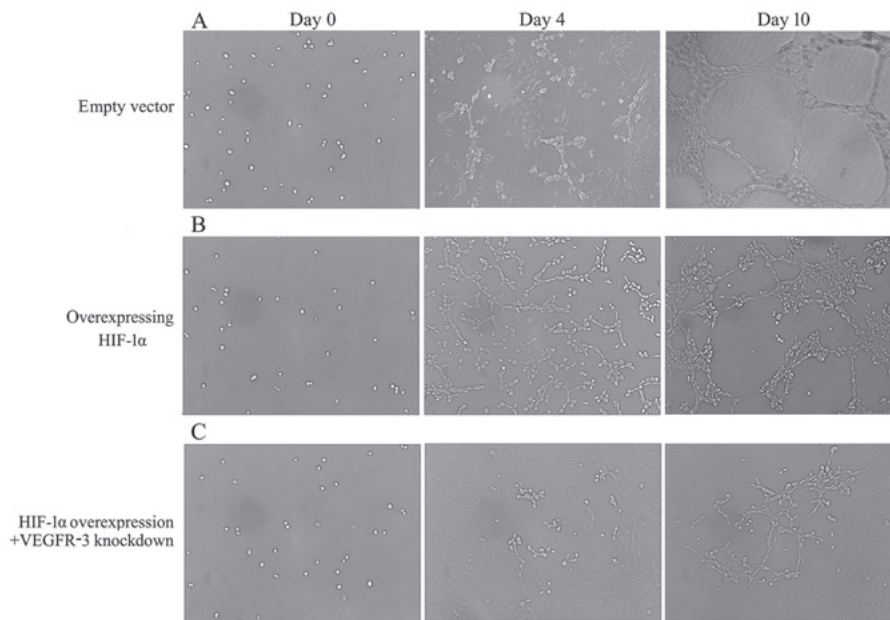 A
Day 0
Day 4
Day 10
Empty vector
B
Overexpressing
HIF-1α
C
HIF-1α overexpression
+VEGFR-3 knockdown